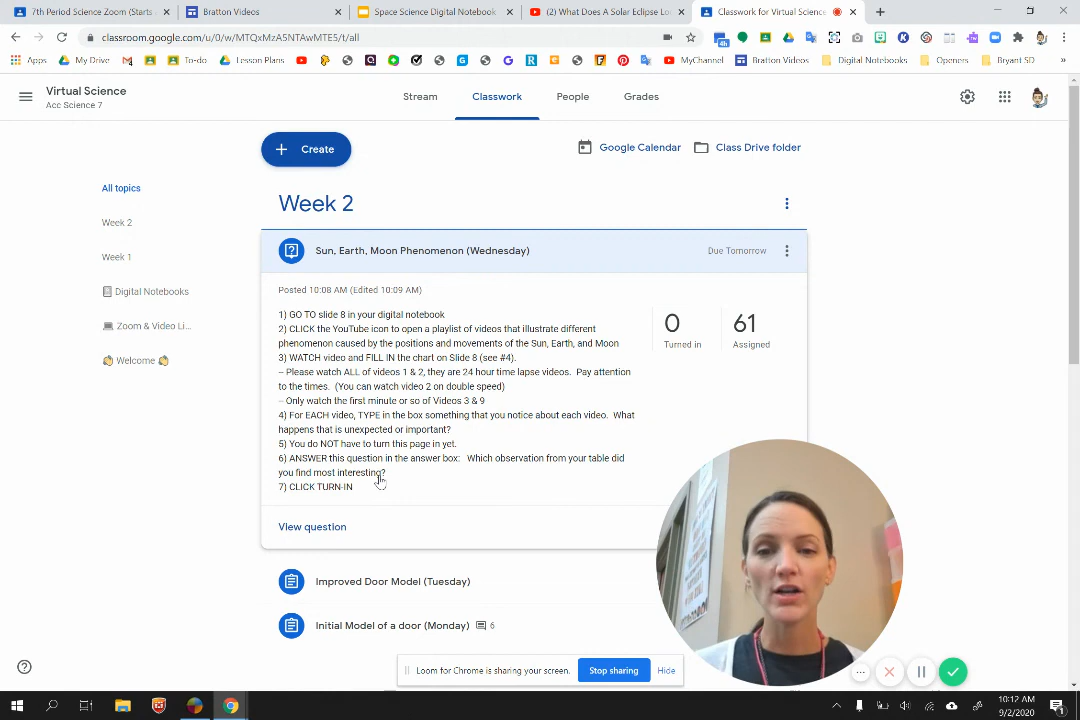 7th Period Science Zoom (Starts
Bratton Videos
Space Science Digital Notebook
(2) What Does A Solar Eclipse Lo
Classwork for Virtual Science
classroom.google.com/u/0/w/MTQxMzA5NTAwMTE5/t/all
Apps
My Drive
To-do
Lesson Plans
MyChannel
Bratton Videos
Digital Notebooks
Openers
Bryant SD
Virtual Science
Acc Science 7
Stream
Classwork
People
Grades
Create
Google Calendar
Class Drive folder
All topics
Week 2
Week 1
Digital Notebooks
Zoom & Video Li...
Welcome
Week 2
Sun, Earth, Moon Phenomenon (Wednesday)
Due Tomorrow
Posted 10:08 AM (Edited 10:09 AM)
1) GO TO slide 8 in your digital notebook
2) CLICK the YouTube icon to open a playlist of videos that illustrate different
phenomenon caused by the positions and movements of the Sun, Earth, and Moon
3) WATCH video and FILL IN the chart on Slide 8 (see #4).
-- Please watch ALL of videos 1 & 2, they are 24 hour time lapse videos. Pay attention
to the times. (You can watch video 2 on double speed)
-- Only watch the first minute or so of Videos 3 & 9
4) For EACH video, TYPE in the box something that you notice about each video. What
happens that is unexpected or important?
5) You do NOT have to turn this page in yet.
6) ANSWER this question in the answer box: Which observation from your table did
you find most interesting?
7) CLICK TURN-IN
0
Turned in
61
Assigned
View question
Improved Door Model (Tuesday)
Initial Model of a door (Monday)
6
Loom for Chrome is sharing your screen.
Stop sharing
Hide
10:12 AM
9/2/2020